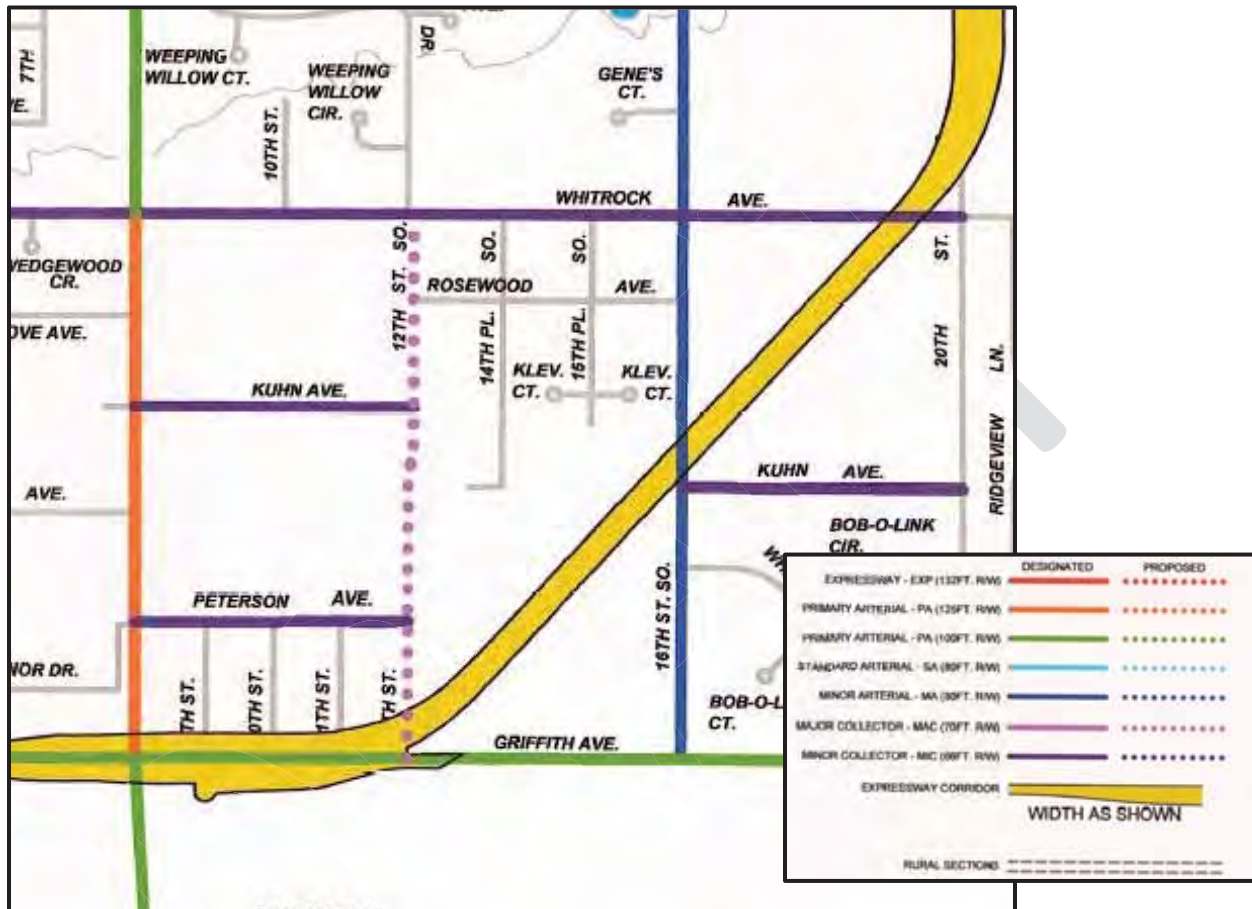 7TH
WEEPING
WILLOW CT.
WEEPING
WILLOW
CIR.
DR
GENE'S
CT.
10TH ST.
WHITROCK AVE.
WEDGEWOOD
CR.
12TH ST. SO.
SO.
SO.
ST.
ROSEWOOD AVE.
14TH PL.
15TH PL.
20TH
RIDGEVIEW LN.
KLEV.
CT.
KLEV.
CT.
KUHN AVE.
KUHN AVE.
AVE.
BOB-O-LINK
CIR.
PETERSON AVE.
16TH ST. SO.
NOR DR.
TH ST.
0TH ST.
1TH ST.
TH ST.
BOB-O-L
CT.
GRIFFITH AVE.
DESIGNATED PROPOSED
EXPRESSWAY - EXP (132FT. R/W)
PRIMARY ARTERIAL - PA (125FT. R/W)
PRIMARY ARTERIAL - PA (100FT. R/W)
STANDARD ARTERIAL - SA (80FT. R/W)
MINOR ARTERIAL - MA (80FT. R/W)
MAJOR COLLECTOR - MAC (70FT. R/W)
MINOR COLLECTOR - MIC (66FT. R/W)
EXPRESSWAY CORRIDOR
WIDTH AS SHOWN
RURAL SECTIONS